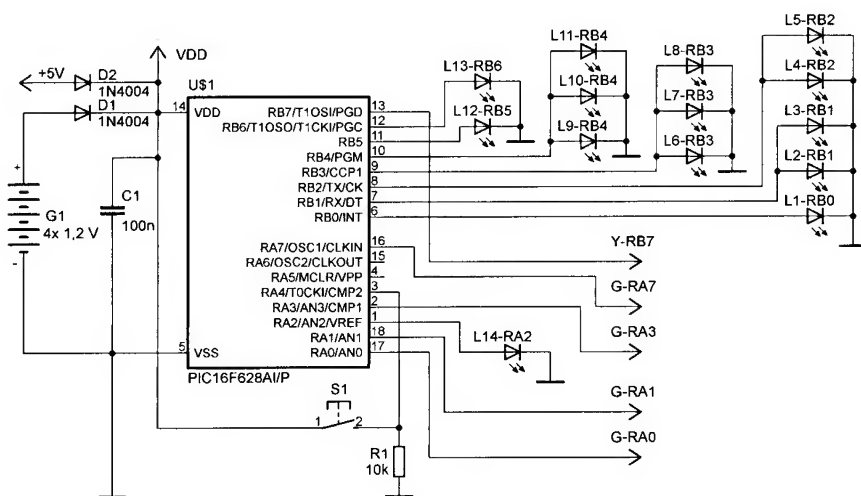 VDD
+5V
D2
1N4004
D1
1N4004
U$1
14
VDD
RB7/T1OSI/PGD
13
RB6/T1OSO/T1CKI/PGC
12
RB5
11
RB4/PGM
10
RB3/CCP1
9
RB2/TX/CK
8
RB1/RX/DT
7
RB0/INT
6
RA7/OSC1/CLKIN
16
RA6/OSC2/CLKOUT
15
RA5/MCLR/VPP
4
RA4/T0CKI/CMP2
3
RA3/AN3/CMP1
2
RA2/AN2/VREF
1
RA1/AN1
18
RA0/AN0
17
5
VSS
PIC16F628AI/P
+
G1
4x 1,2 V
-
C1
100n
L13-RB6
L12-RB5
L11-RB4
L10-RB4
L9-RB4
L8-RB3
L7-RB3
L6-RB3
L5-RB2
L4-RB2
L3-RB1
L2-RB1
L1-RB0
Y-RB7
G-RA7
G-RA3
L14-RA2
G-RA1
G-RA0
S1
1
2
R1
10k